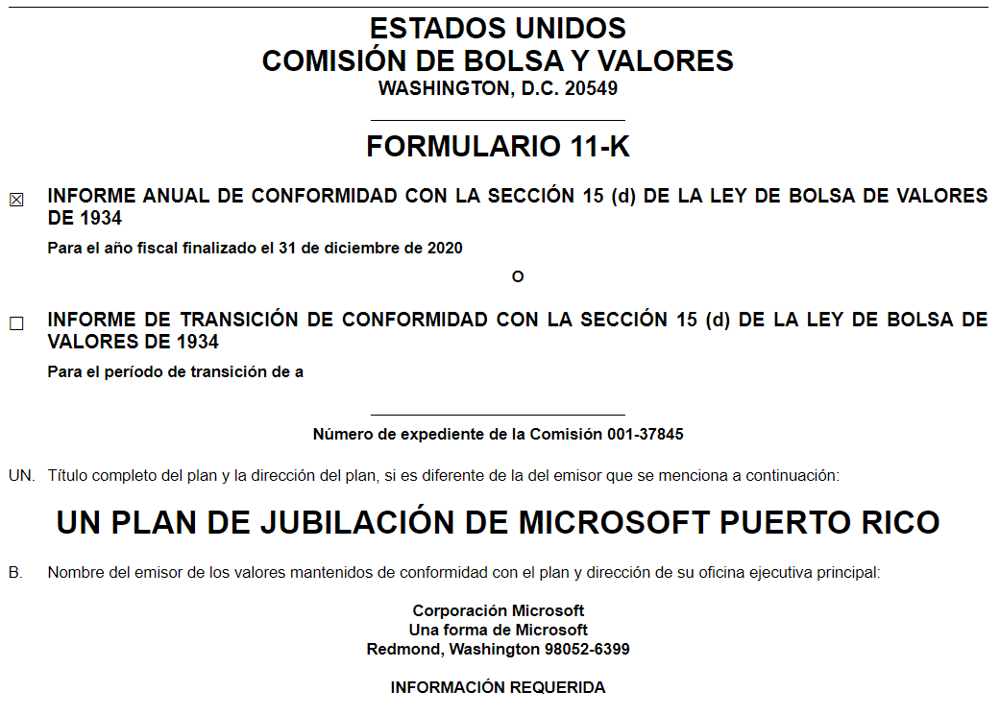 ESTADOS UNIDOS
COMISIÓN DE BOLSA Y VALORES
WASHINGTON, D.C. 20549
FORMULARIO 11-K
☒ INFORME ANUAL DE CONFORMIDAD CON LA SECCIÓN 15 (d) DE LA LEY DE BOLSA DE VALORES
DE 1934
Para el año fiscal finalizado el 31 de diciembre de 2020
O
☐ INFORME DE TRANSICIÓN DE CONFORMIDAD CON LA SECCIÓN 15 (d) DE LA LEY DE BOLSA DE
VALORES DE 1934
Para el período de transición de a
Número de expediente de la Comisión 001-37845
UN. Título completo del plan y la dirección del plan, si es diferente de la del emisor que se menciona a continuación:
UN PLAN DE JUBILACIÓN DE MICROSOFT PUERTO RICO
B. Nombre del emisor de los valores mantenidos de conformidad con el plan y dirección de su oficina ejecutiva principal:
Corporación Microsoft
Una forma de Microsoft
Redmond, Washington 98052-6399
INFORMACIÓN REQUERIDA